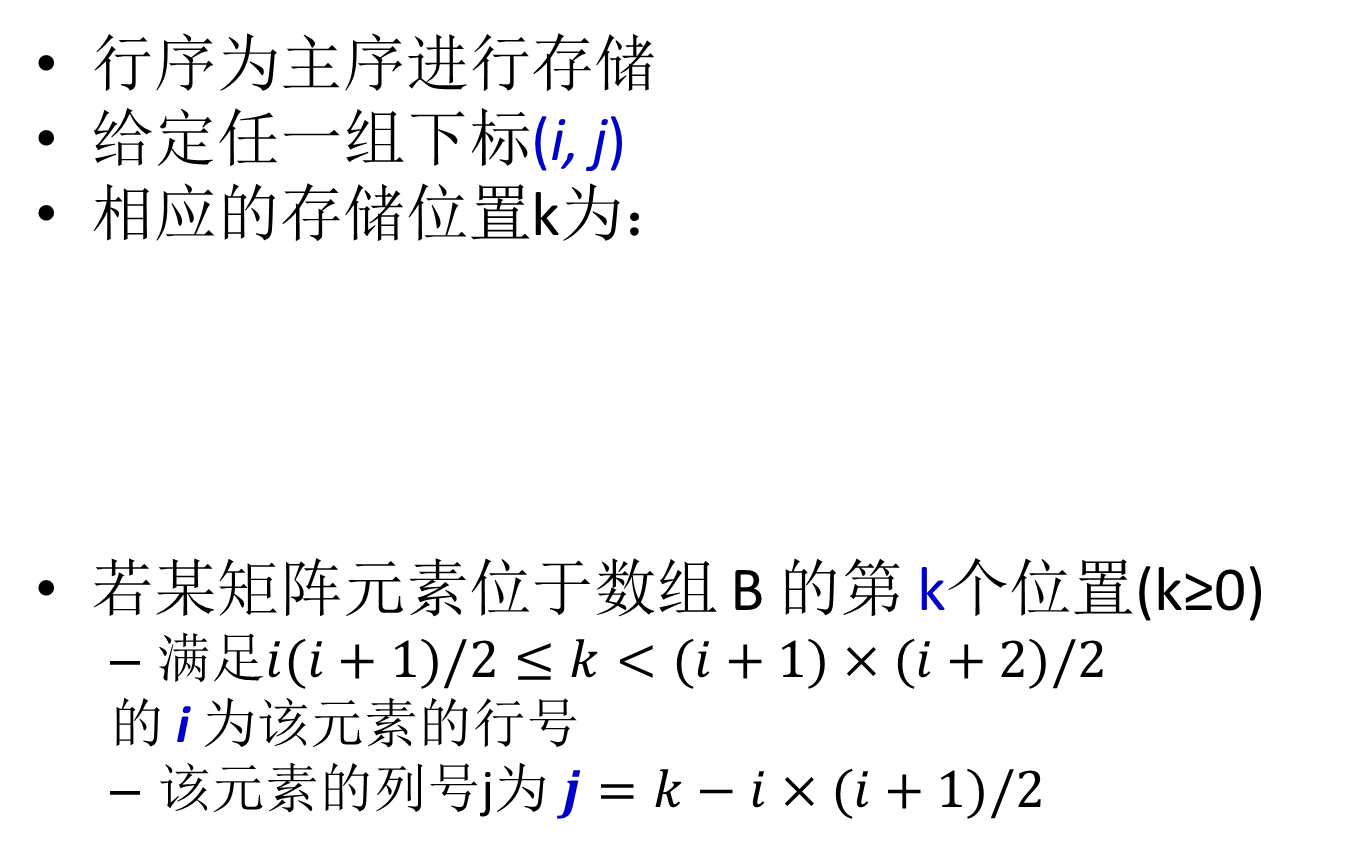 • 行序为主序进行存储
• 给定任一组下标(i, j)
• 相应的存储位置k为：
• 若某矩阵元素位于数组 B 的第 k个位置(k≥0)
– 满足i(i + 1)/2 ≤ k < (i + 1) × (i + 2)/2
的 i 为该元素的行号
– 该元素的列号j为 j = k − i × (i + 1)/2